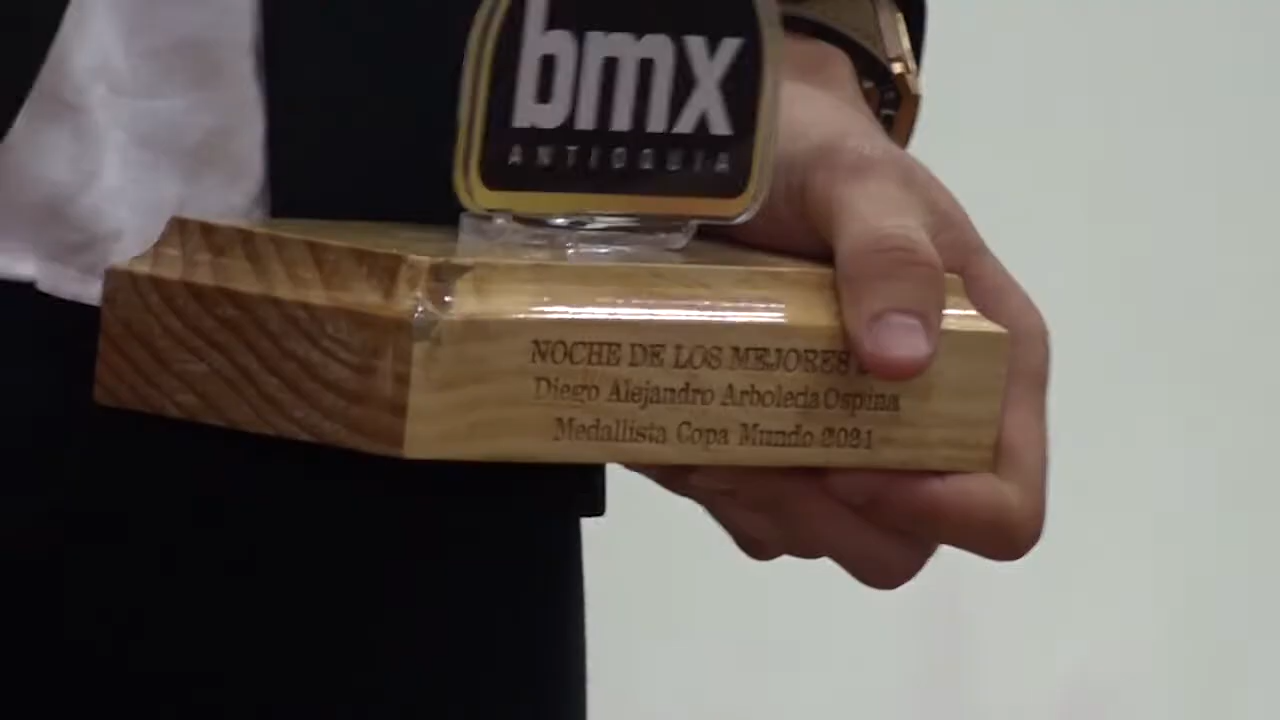 bmx
ANTIOQUIA
NOCHE DE LOS MEJORES
Diego Alejandro Arboleda Ospina
Medallista Copa Mundo 2021